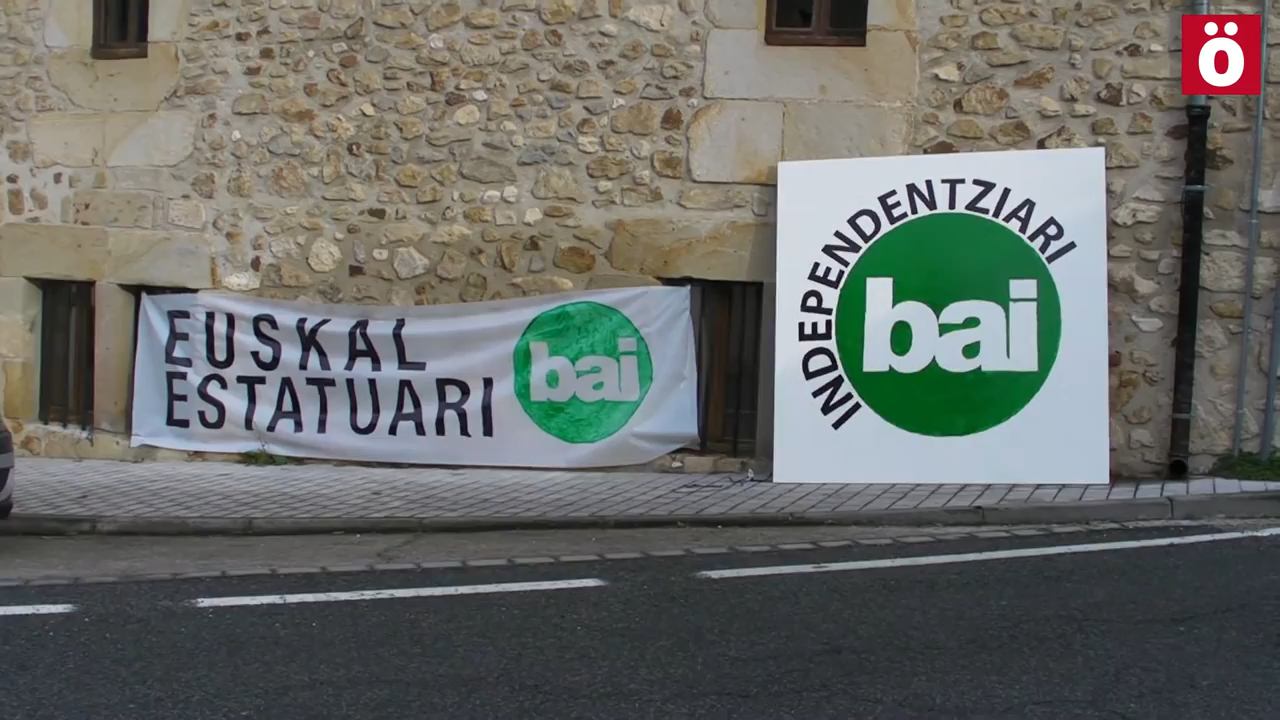 ö
EUSKAL
ESTATUARI
bai
INDEPENDENTZIARI
bai